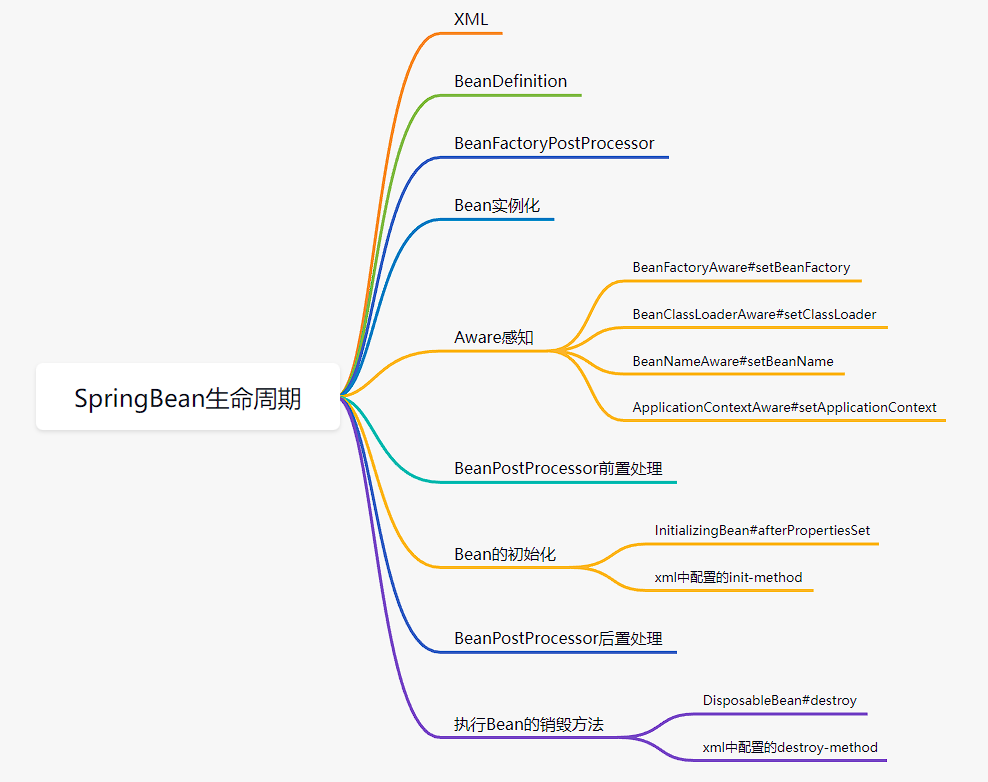 XML
BeanDefinition
BeanFactoryPostProcessor
Bean实例化
BeanFactoryAware#setBeanFactory
BeanClassLoaderAware#setClassLoader
Aware感知
BeanNameAware#setBeanName
SpringBean生命周期
ApplicationContextAware#setApplicationContext
BeanPostProcessor前置处理
InitializingBean#afterPropertiesSet
Bean的初始化
xml中配置的init-method
BeanPostProcessor后置处理
DisposableBean#destroy
执行Bean的销毁方法
xml中配置的destroy-method